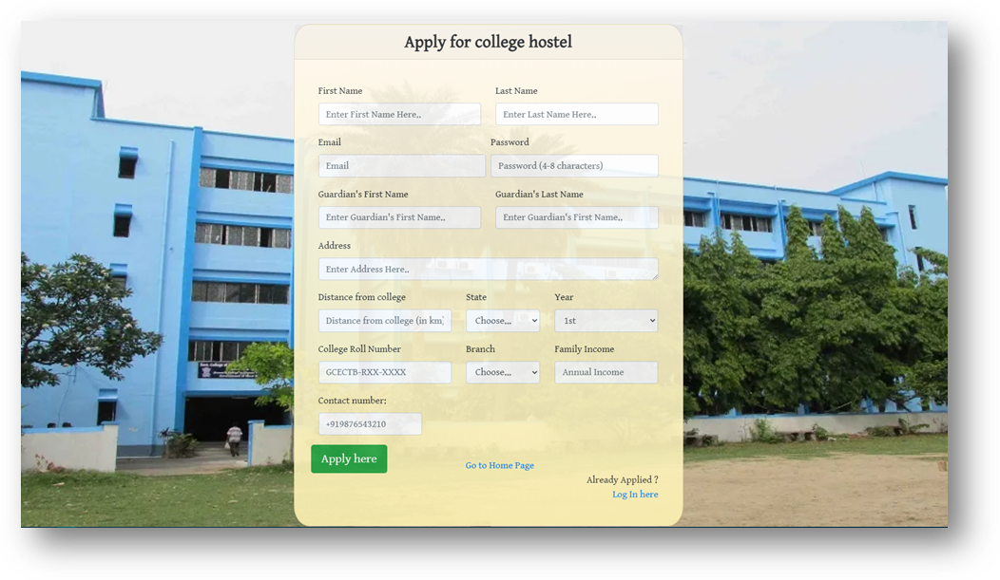 Apply for college hostel
First Name Last Name
Enter First Name Here.. Enter Last Name Here..
Email Password
Email Password (4-8 characters)
Guardian's First Name Guardian's Last Name
Enter Guardian's First Name.. Enter Guardian's First Name..
Address
Enter Address Here..
Distance from college State Year
Distance from college (in km) Choose... 1st
College Roll Number Branch Family Income
GCECTB-RXX-XXXX Choose... Annual Income
Contact number:
+919876543210
Apply here
Go to Home Page
Already Applied ?
Log In here